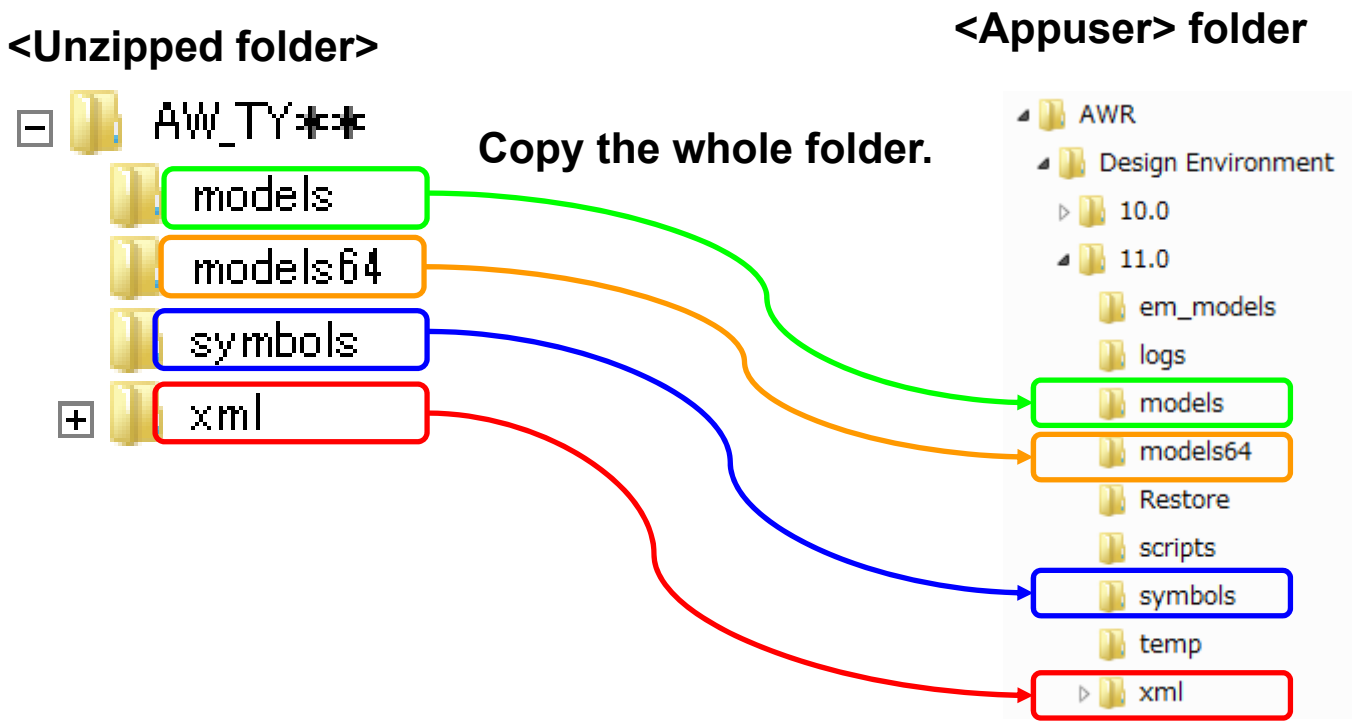 <Unzipped folder>
AW_TY**
models
models64
symbols
xml
Copy the whole folder.
<Appuser> folder
AWR
Design Environment
10.0
11.0
em_models
logs
models
models64
Restore
scripts
symbols
temp
xml